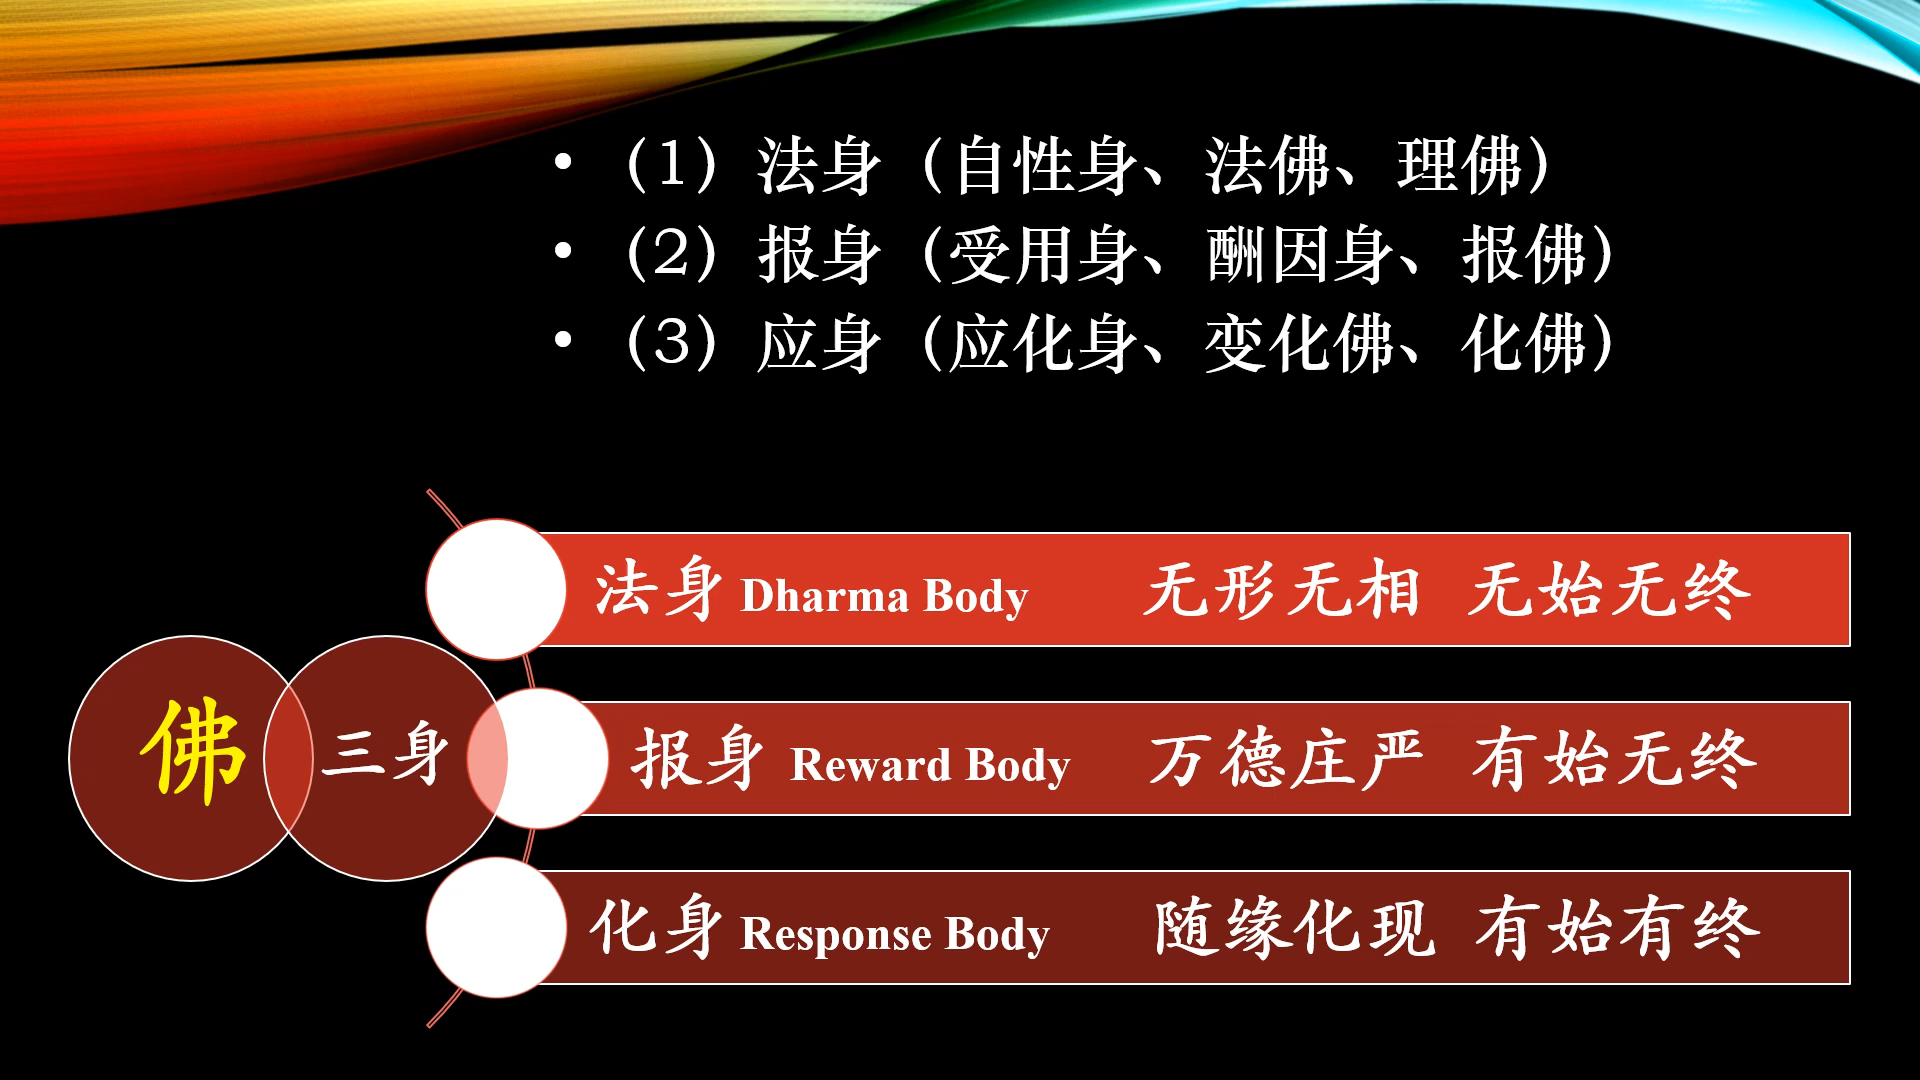 • （1）法身（自性身、法佛、理佛）
• （2）报身（受用身、酬因身、报佛）
• （3）应身（应化身、变化佛、化佛）
佛
三身
法身 Dharma Body 无形无相 无始无终
报身 Reward Body 万德庄严 有始无终
化身 Response Body 随缘化现 有始有终